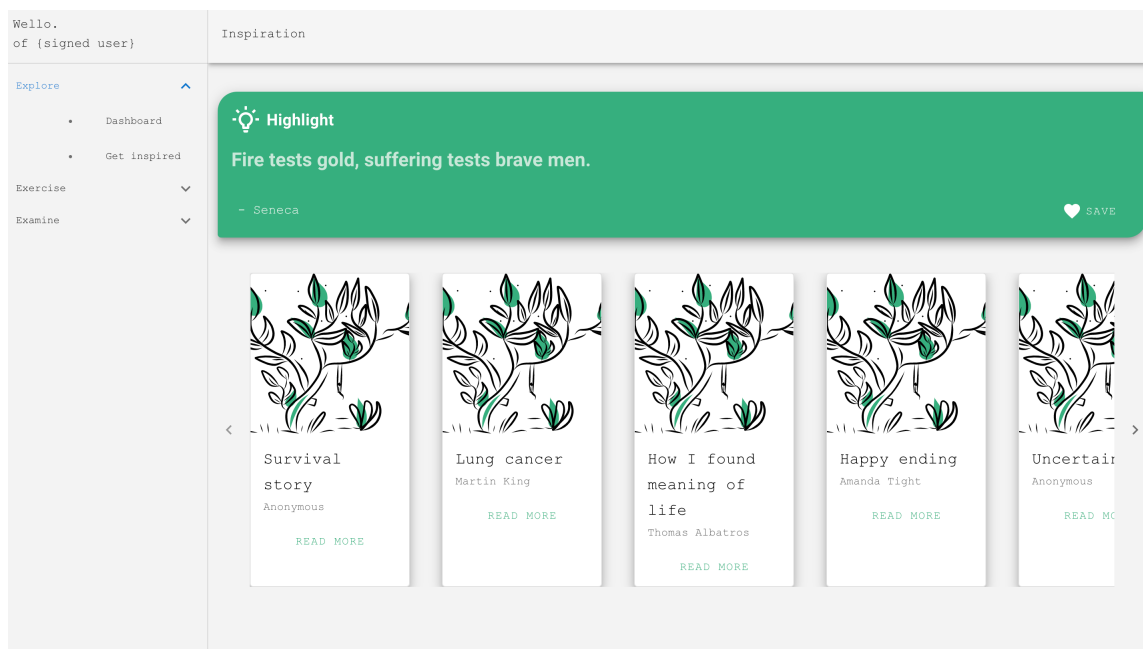 Wello.
of {signed user}
Inspiration
Explore
Dashboard
Get inspired
Exercise
Examine
Highlight
Fire tests gold, suffering tests brave men.
- Seneca
SAVE
Survival
story
Anonymous
READ MORE
Lung cancer
Martin King
READ MORE
How I found
meaning of
life
Thomas Albatros
READ MORE
Happy ending
Amanda Tight
READ MORE
Anonymous
READ